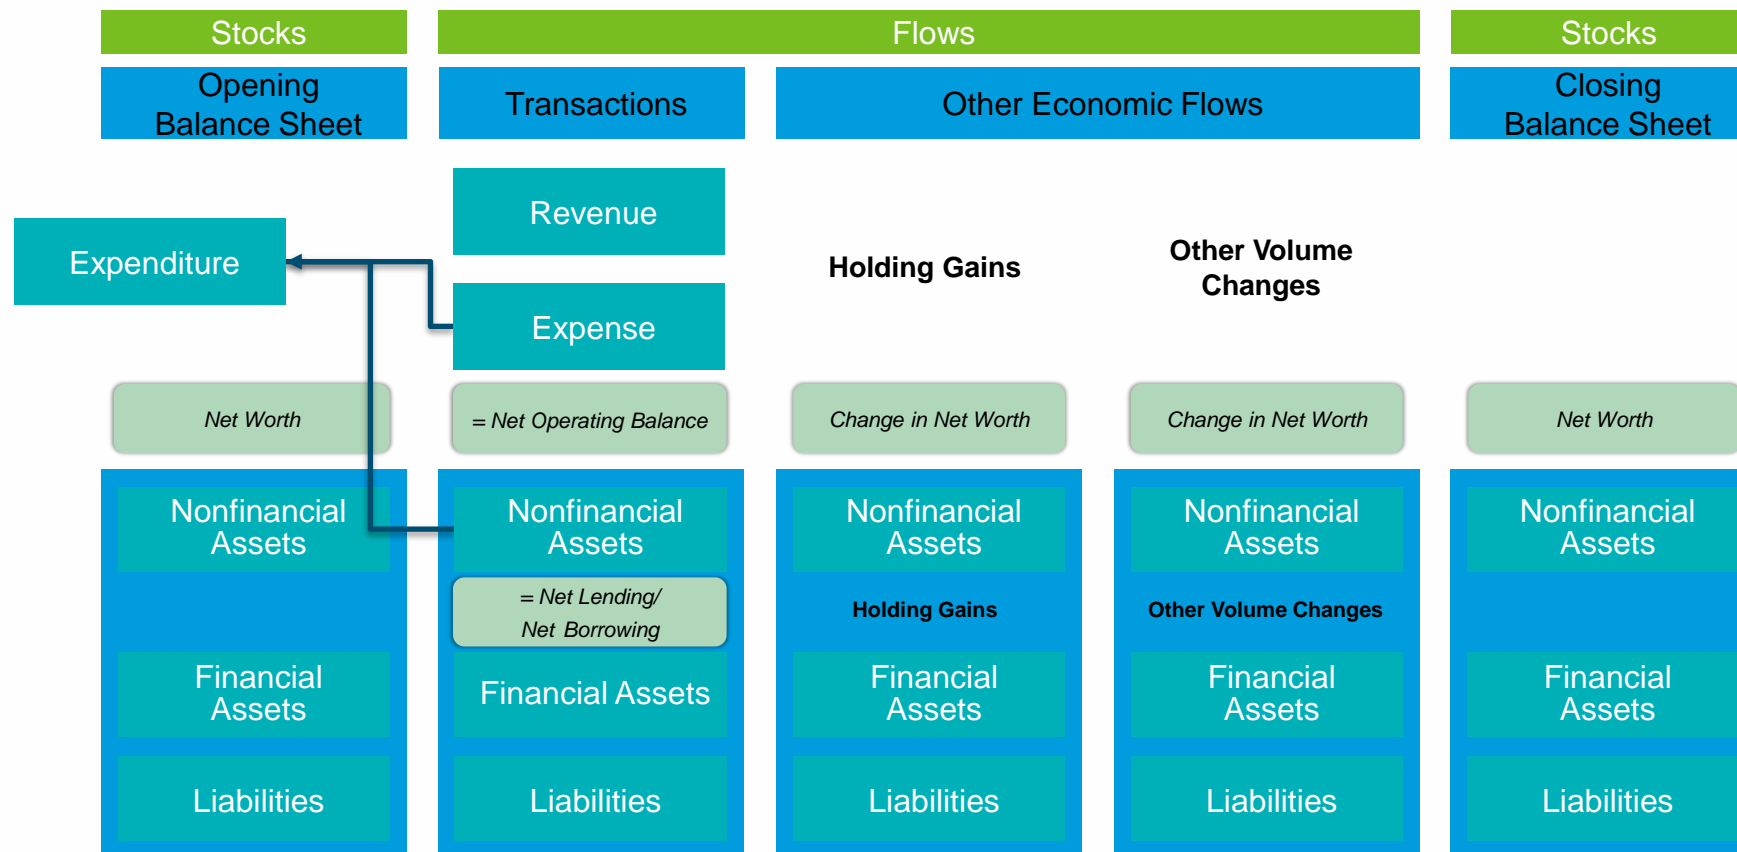 Stocks
Flows
Stocks
Opening
Balance Sheet
Transactions
Other Economic Flows
Closing
Balance Sheet
Revenue
Expenditure
Holding Gains
Other Volume
Changes
Expense
Net Worth
= Net Operating Balance
Change in Net Worth
Change in Net Worth
Net Worth
Nonfinancial
Assets
Nonfinancial
Assets
Nonfinancial
Assets
Nonfinancial
Assets
Nonfinancial
Assets
= Net Lending/
Net Borrowing
Holding Gains
Other Volume Changes
Financial
Assets
Financial Assets
Financial
Assets
Financial
Assets
Financial
Assets
Liabilities
Liabilities
Liabilities
Liabilities
Liabilities